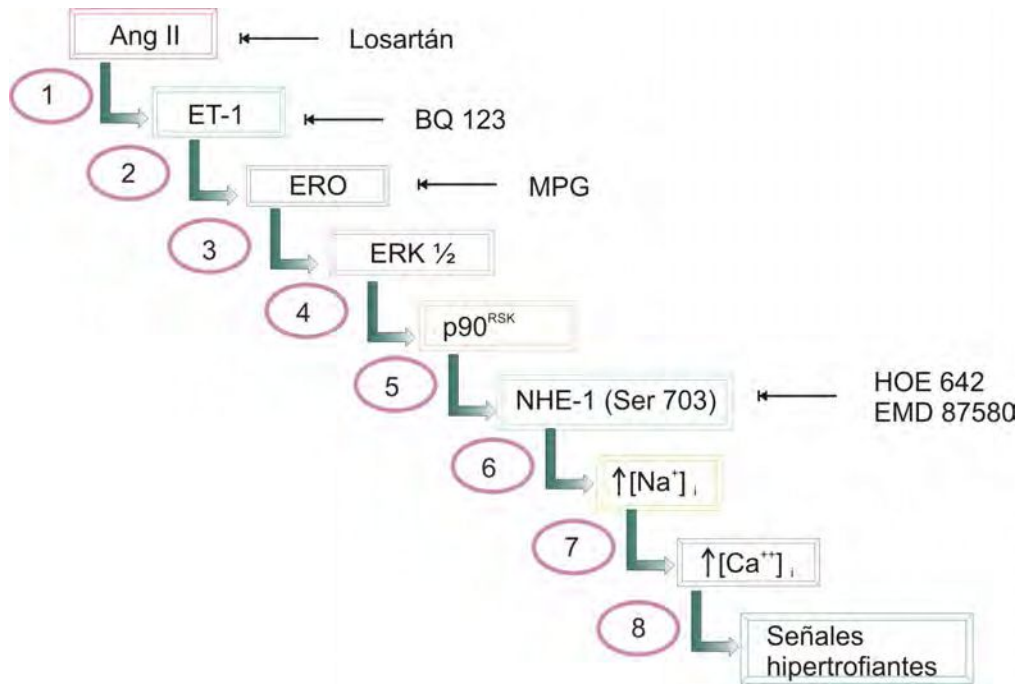 Ang II
Losartán
1
ET-1
BQ 123
2
ERO
MPG
3
ERK ½
4
p90RSK
5
NHE-1 (Ser 703)
HOE 642
EMD 87580
6
↑[Na+] i
7
↑[Ca++] i
8
Señales
hipertrofiantes